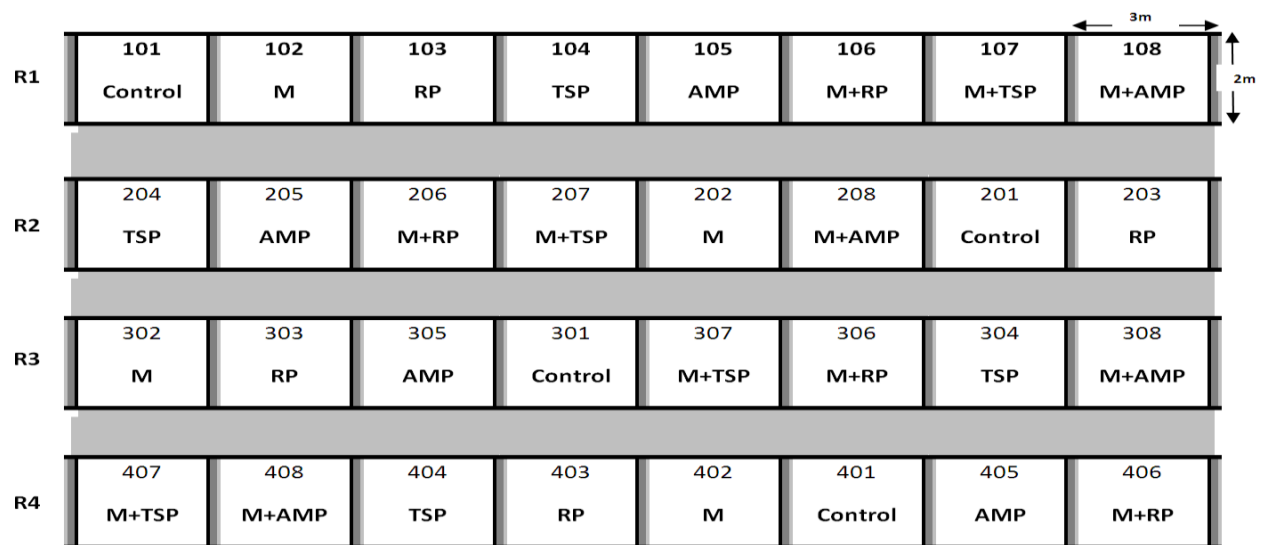 3m
101 102 103 104 105 106 107 108
R1
2m
Control M RP TSP AMP M+RP M+TSP M+AMP
204 205 206 207 202 208 201 203
R2
TSP AMP M+RP M+TSP M M+AMP Control RP
302 303 305 301 307 306 304 308
R3
M RP AMP Control M+TSP M+RP TSP M+AMP
407 408 404 403 402 401 405 406
R4
M+TSP M+AMP TSP RP M Control AMP M+RP